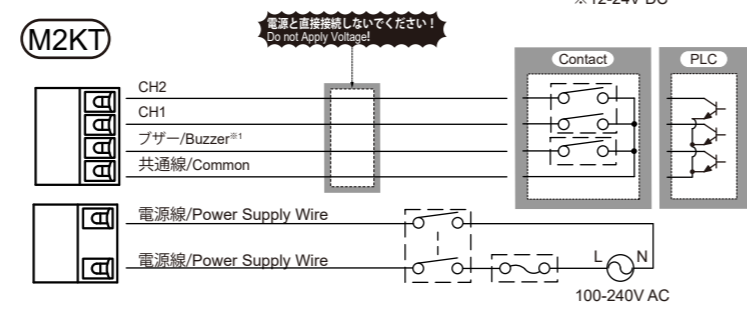 ※12-24V DC
電源と直接接続しないでください！
Do not Apply Voltage!
M2KT
Contact
PLC
CH2
CH1
ブザー/Buzzer※1
共通線/Common
電源線/Power Supply Wire
電源線/Power Supply Wire
L
N
100-240V AC